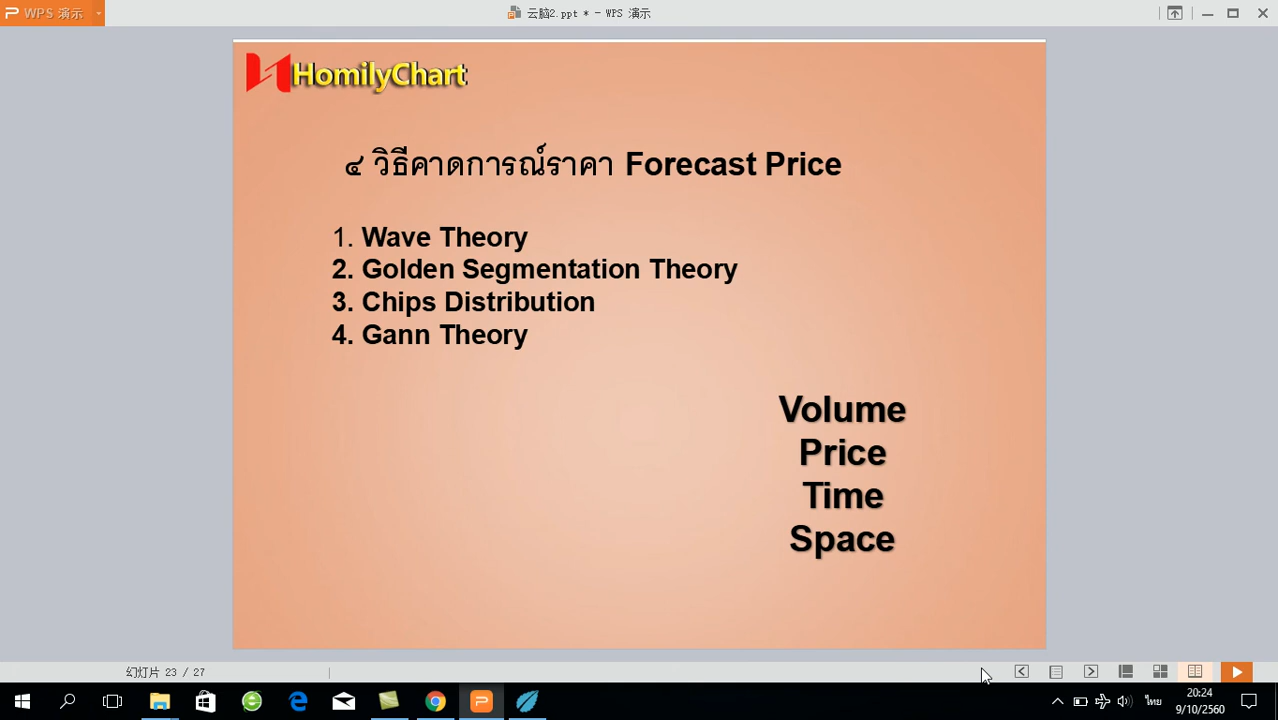 WPS 演示
云脑2.ppt * - WPS 演示
HomilyChart
๔ วิธีคาดการณ์ราคา Forecast Price
1. Wave Theory
2. Golden Segmentation Theory
3. Chips Distribution
4. Gann Theory
Volume
Price
Time
Space
幻灯片 23 / 27
ไทย
20:24
9/10/2560